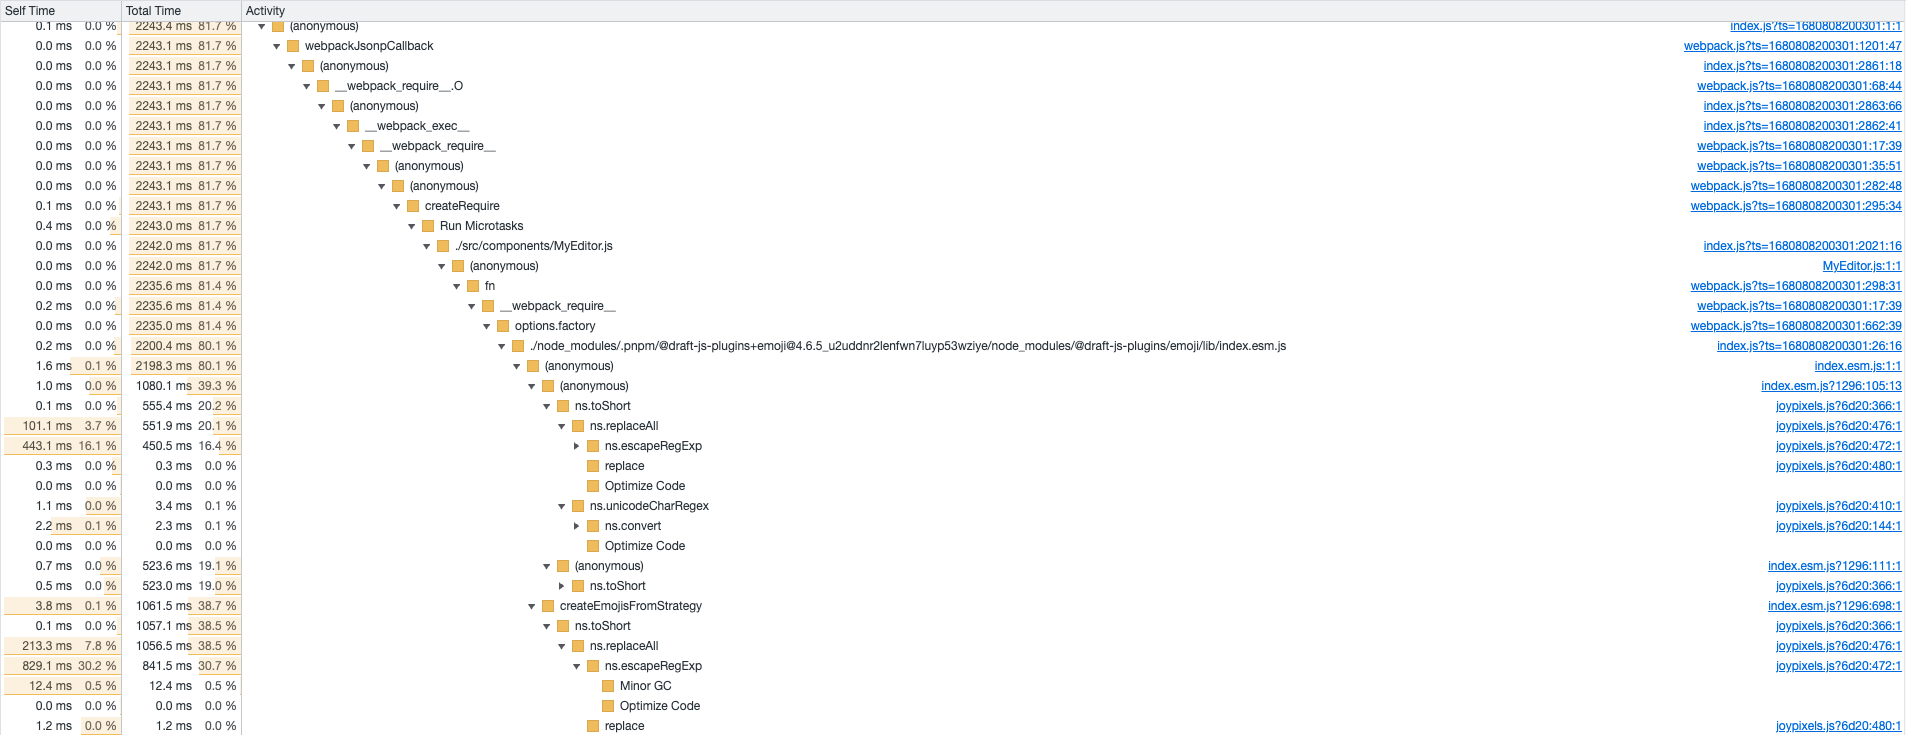 Self Time Total Time Activity
0.1 ms 0.0 % 2243.4 ms 81.7 % (anonymous) index.js?ts=1680808200301:1:1
0.0 ms 0.0 % 2243.1 ms 81.7 % webpackJsonpCallback webpack.js?ts=1680808200301:1201:47
0.0 ms 0.0 % 2243.1 ms 81.7 % (anonymous) index.js?ts=1680808200301:2861:18
0.0 ms 0.0 % 2243.1 ms 81.7 % __webpack_require__.O webpack.js?ts=1680808200301:68:44
0.0 ms 0.0 % 2243.1 ms 81.7 % (anonymous) index.js?ts=1680808200301:2863:66
0.0 ms 0.0 % 2243.1 ms 81.7 % __webpack_exec__ index.js?ts=1680808200301:2862:41
0.0 ms 0.0 % 2243.1 ms 81.7 % __webpack_require__ webpack.js?ts=1680808200301:17:39
0.0 ms 0.0 % 2243.1 ms 81.7 % (anonymous) webpack.js?ts=1680808200301:35:51
0.0 ms 0.0 % 2243.1 ms 81.7 % (anonymous) webpack.js?ts=1680808200301:282:48
0.1 ms 0.0 % 2243.1 ms 81.7 % createRequire webpack.js?ts=1680808200301:295:34
0.4 ms 0.0 % 2243.0 ms 81.7 % Run Microtasks
0.0 ms 0.0 % 2242.0 ms 81.7 % ./src/components/MyEditor.js index.js?ts=1680808200301:2021:16
0.0 ms 0.0 % 2242.0 ms 81.7 % (anonymous) MyEditor.js:1:1
0.0 ms 0.0 % 2235.6 ms 81.4 % fn webpack.js?ts=1680808200301:298:31
0.2 ms 0.0 % 2235.6 ms 81.4 % __webpack_require__ webpack.js?ts=1680808200301:17:39
0.0 ms 0.0 % 2235.0 ms 81.4 % options.factory webpack.js?ts=1680808200301:662:39
0.2 ms 0.0 % 2200.4 ms 80.1 % ./node_modules/.pnpm/@draft-js-plugins+emoji@4.6.5_u2uddnr2lenfwn7luyp53wziye/node_modules/@draft-js-plugins/emoji/lib/index.esm.js index.js?ts=1680808200301:26:16
1.6 ms 0.1 % 2198.3 ms 80.1 % (anonymous) index.esm.js:1:1
1.0 ms 0.0 % 1080.1 ms 39.3 % (anonymous) index.esm.js?1296:105:13
0.1 ms 0.0 % 555.4 ms 20.2 % ns.toShort joypixels.js?6d20:366:1
101.1 ms 3.7 % 551.9 ms 20.1 % ns.replaceAll joypixels.js?6d20:476:1
443.1 ms 16.1 % 450.5 ms 16.4 % ns.escapeRegExp joypixels.js?6d20:472:1
0.3 ms 0.0 % 0.3 ms 0.0 % replace joypixels.js?6d20:480:1
0.0 ms 0.0 % 0.0 ms 0.0 % Optimize Code
1.1 ms 0.0 % 3.4 ms 0.1 % ns.unicodeCharRegex joypixels.js?6d20:410:1
2.2 ms 0.1 % 2.3 ms 0.1 % ns.convert joypixels.js?6d20:144:1
0.0 ms 0.0 % 0.0 ms 0.0 % Optimize Code
0.7 ms 0.0 % 523.6 ms 19.1 % (anonymous) index.esm.js?1296:111:1
0.5 ms 0.0 % 523.0 ms 19.0 % ns.toShort joypixels.js?6d20:366:1
3.8 ms 0.1 % 1061.5 ms 38.7 % createEmojisFromStrategy index.esm.js?1296:698:1
0.1 ms 0.0 % 1057.1 ms 38.5 % ns.toShort joypixels.js?6d20:366:1
213.3 ms 7.8 % 1056.5 ms 38.5 % ns.replaceAll joypixels.js?6d20:476:1
829.1 ms 30.2 % 841.5 ms 30.7 % ns.escapeRegExp joypixels.js?6d20:472:1
12.4 ms 0.5 % 12.4 ms 0.5 % Minor GC
0.0 ms 0.0 % 0.0 ms 0.0 % Optimize Code
1.2 ms 0.0 % 1.2 ms 0.0 % replace joypixels.js?6d20:480:1